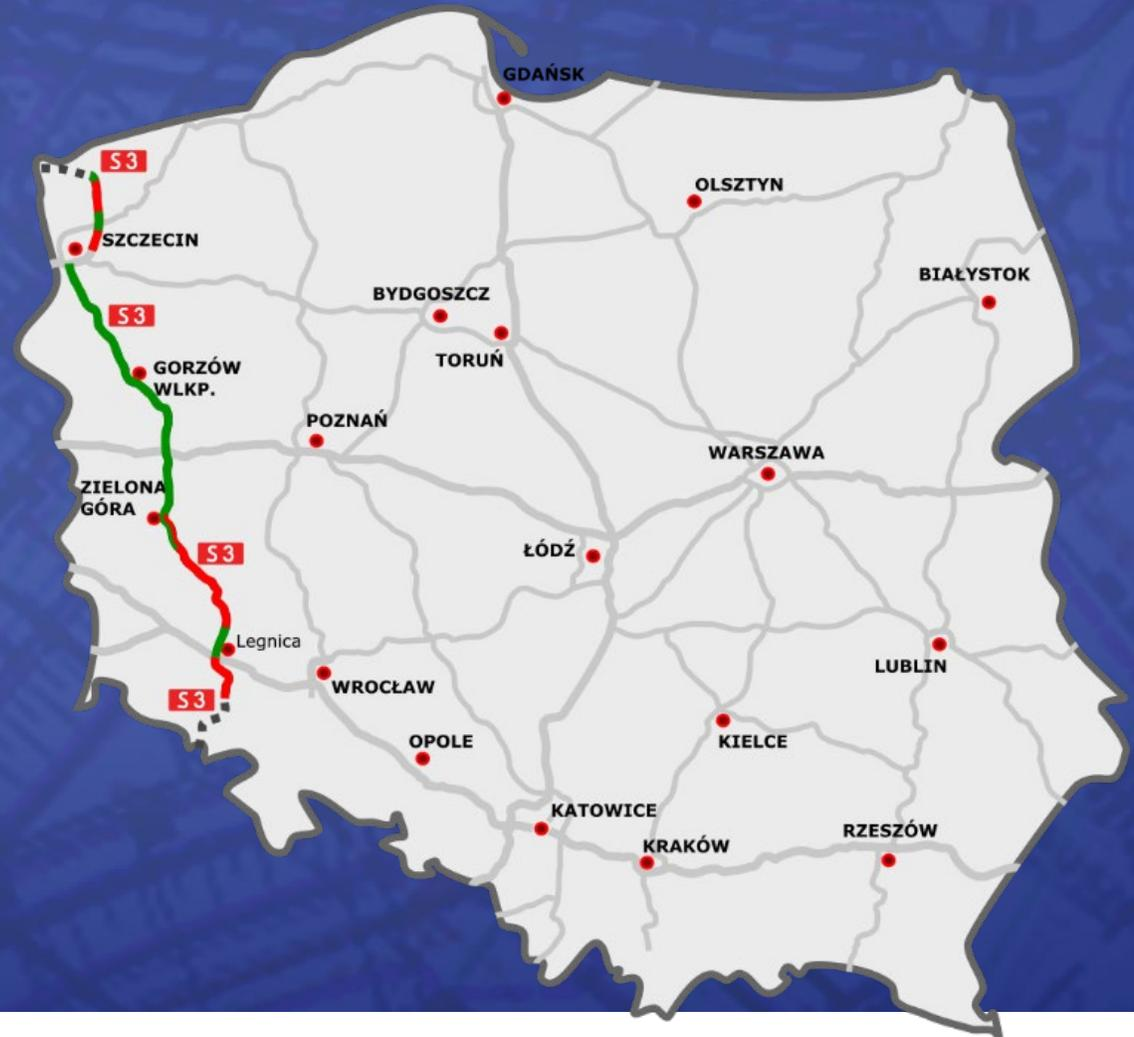 GDAŃSK
S3
OLSZTYN
SZCZECIN
BIAŁYSTOK
BYDGOSZCZ
S3
TORUŃ
GORZÓW
WLKP.
POZNAŃ
WARSZAWA
ZIELONA
GÓRA
ŁÓDŹ
S3
Legnica
LUBLIN
WROCŁAW
S3
OPOLE
KIELCE
KATOWICE
RZESZÓW
KRAKÓW